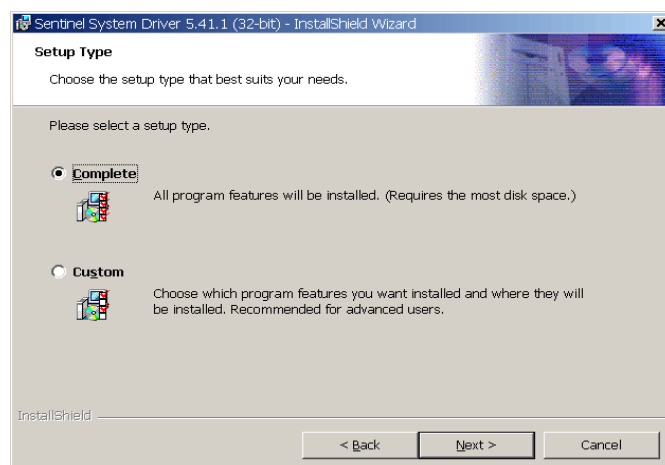 Sentinel System Driver 5.41.1 (32-bit) - InstallShield Wizard
Setup Type
Choose the setup type that best suits your needs.
Please select a setup type.
Complete
All program features will be installed. (Requires the most disk space.)
Custom
Choose which program features you want installed and where they will
be installed. Recommended for advanced users.
InstallShield
< Back
Next >
Cancel